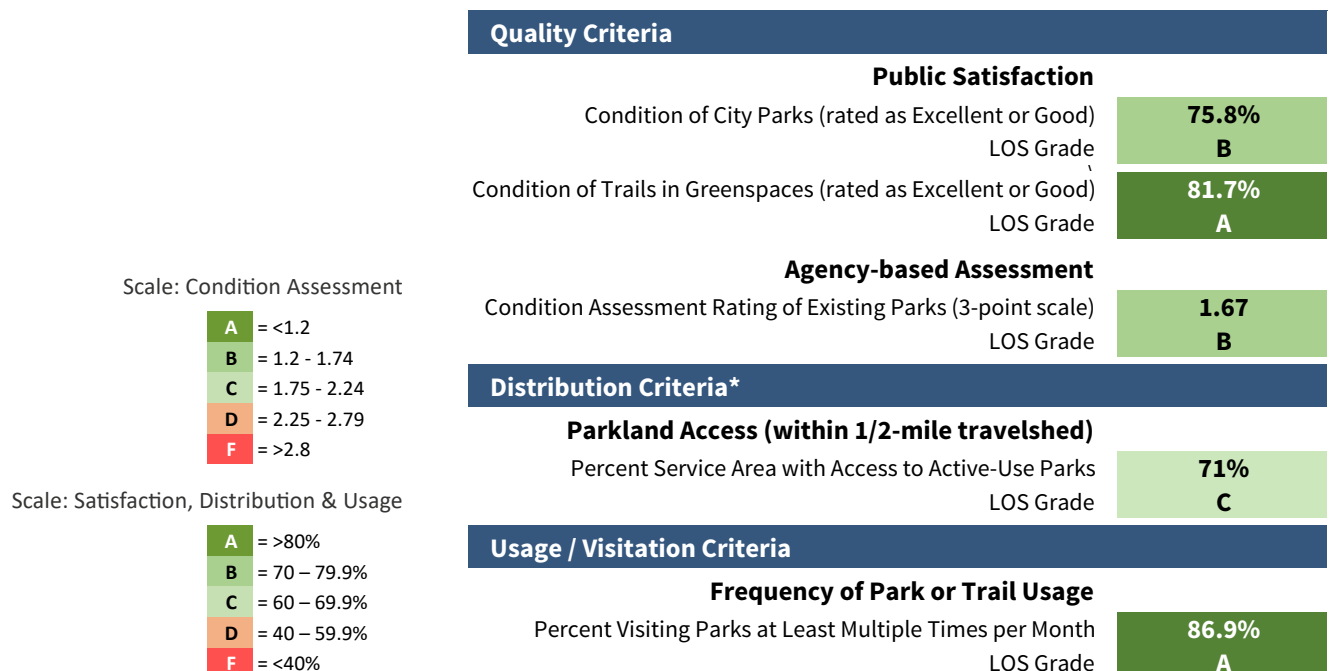 Quality Criteria
Public Satisfaction
Condition of City Parks (rated as Excellent or Good) 75.8%
LOS Grade B
\
Condition of Trails in Greenspaces (rated as Excellent or Good) 81.7%
LOS Grade A
Agency-based Assessment
Condition Assessment Rating of Existing Parks (3-point scale) 1.67
LOS Grade B
Distribution Criteria*
Parkland Access (within 1/2-mile travelshed)
Percent Service Area with Access to Active-Use Parks 71%
LOS Grade C
Usage / Visitation Criteria
Frequency of Park or Trail Usage
Percent Visiting Parks at Least Multiple Times per Month 86.9%
LOS Grade A
Scale: Condition Assessment
A = <1.2
B = 1.2 - 1.74
C = 1.75 - 2.24
D = 2.25 - 2.79
F = >2.8
Scale: Satisfaction, Distribution & Usage
A = >80%
B = 70 – 79.9%
C = 60 – 69.9%
D = 40 – 59.9%
F = <40%